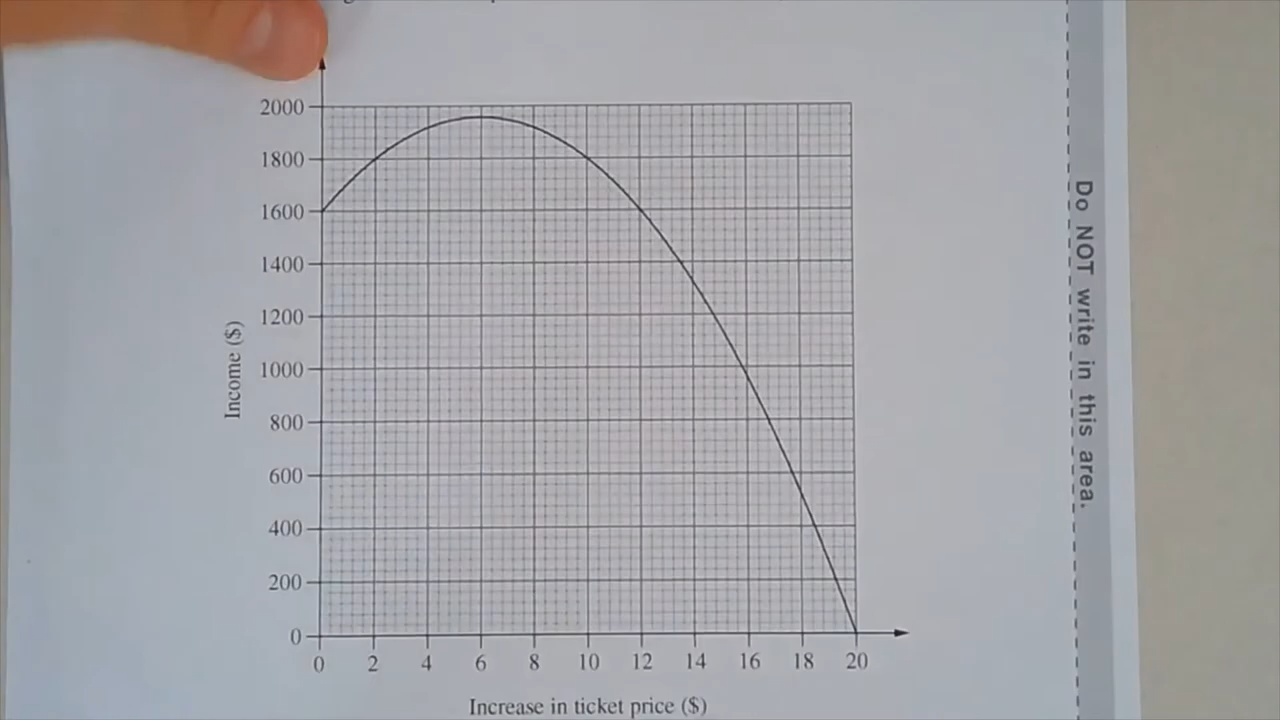 2000
1800
1600
1400
1200
1000
800
600
400
200
0
Income ($)
0 2 4 6 8 10 12 14 16 18 20
Increase in ticket price ($)
Do NOT write in this area.